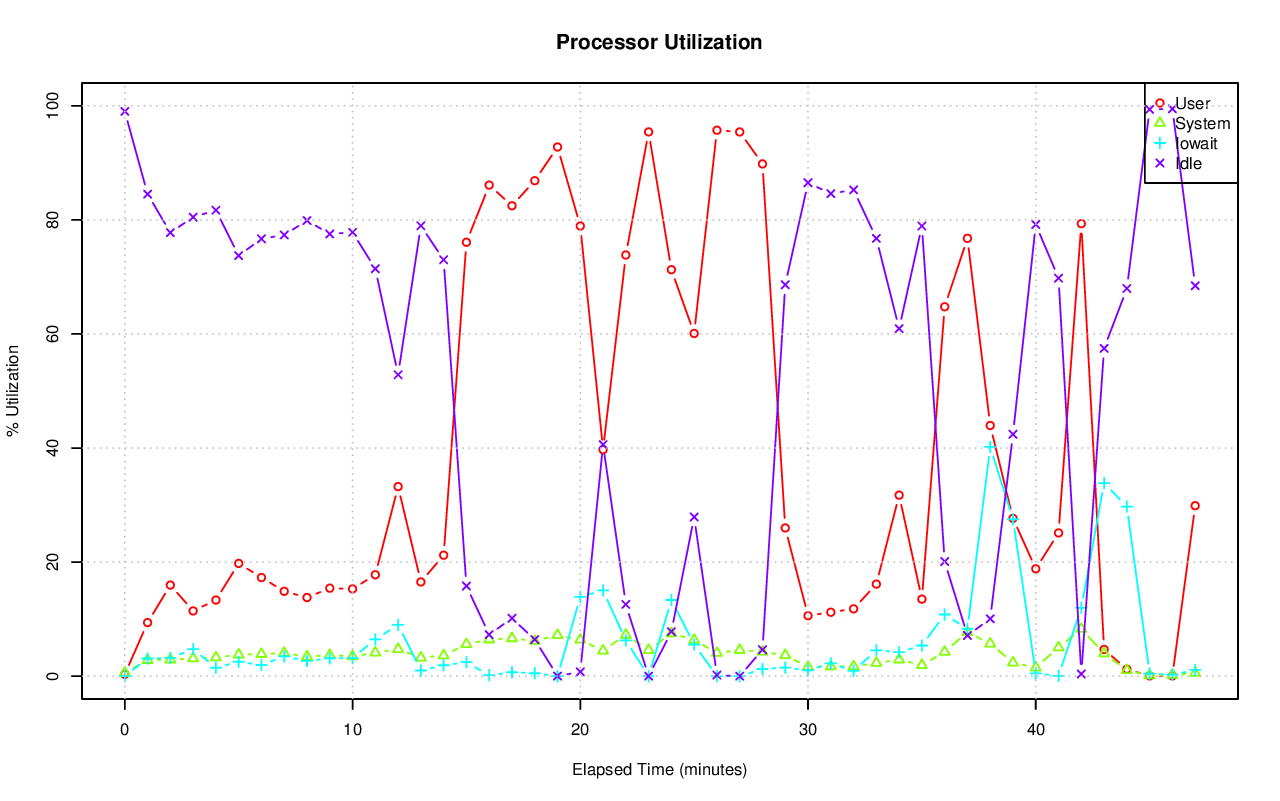 Processor Utilization
% Utilization
100
80
60
40
20
0
User
System
Iowait
Idle
0 10 20 30 40
Elapsed Time (minutes)